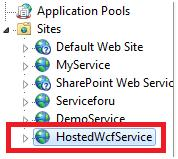 Application Pools
Sites
Default Web Site
MyService
SharePoint Web Servic
Serviceforu
DemoService
HostedWcfService